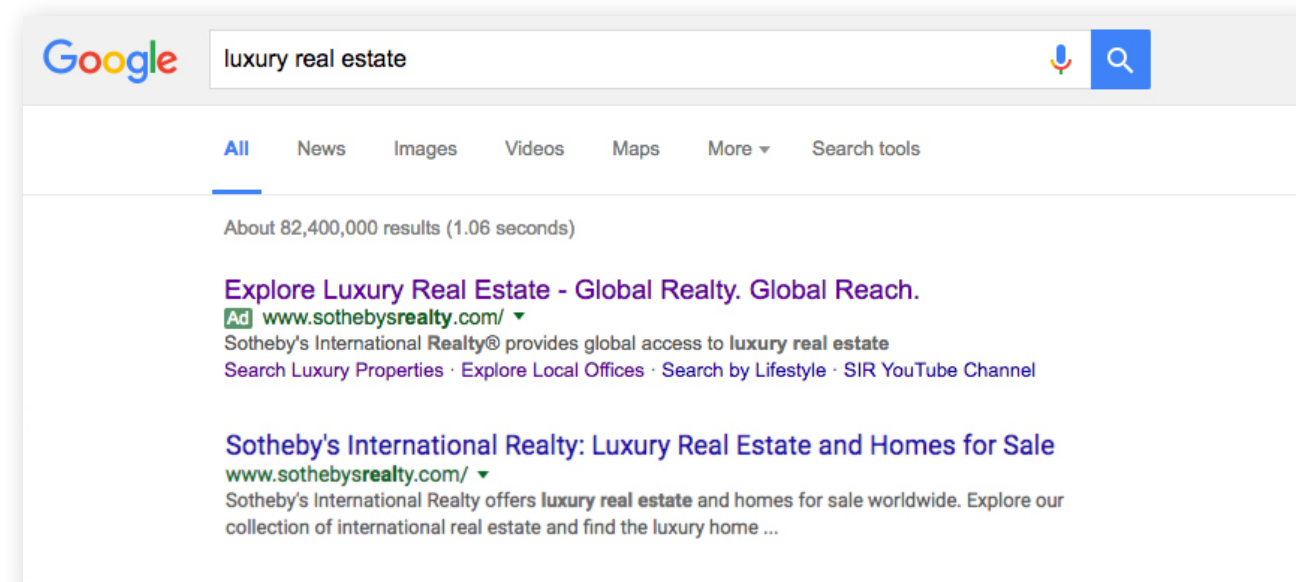 Google luxury real estate
All News Images Videos Maps More Search tools
About 82,400,000 results (1.06 seconds)
Explore Luxury Real Estate - Global Realty. Global Reach.
Ad www.sothebysrealty.com/
Sotheby's International Realty® provides global access to luxury real estate
Search Luxury Properties · Explore Local Offices · Search by Lifestyle · SIR YouTube Channel
Sotheby's International Realty: Luxury Real Estate and Homes for Sale
www.sothebysrealty.com/
Sotheby's International Realty offers luxury real estate and homes for sale worldwide. Explore our
collection of international real estate and find the luxury home ...